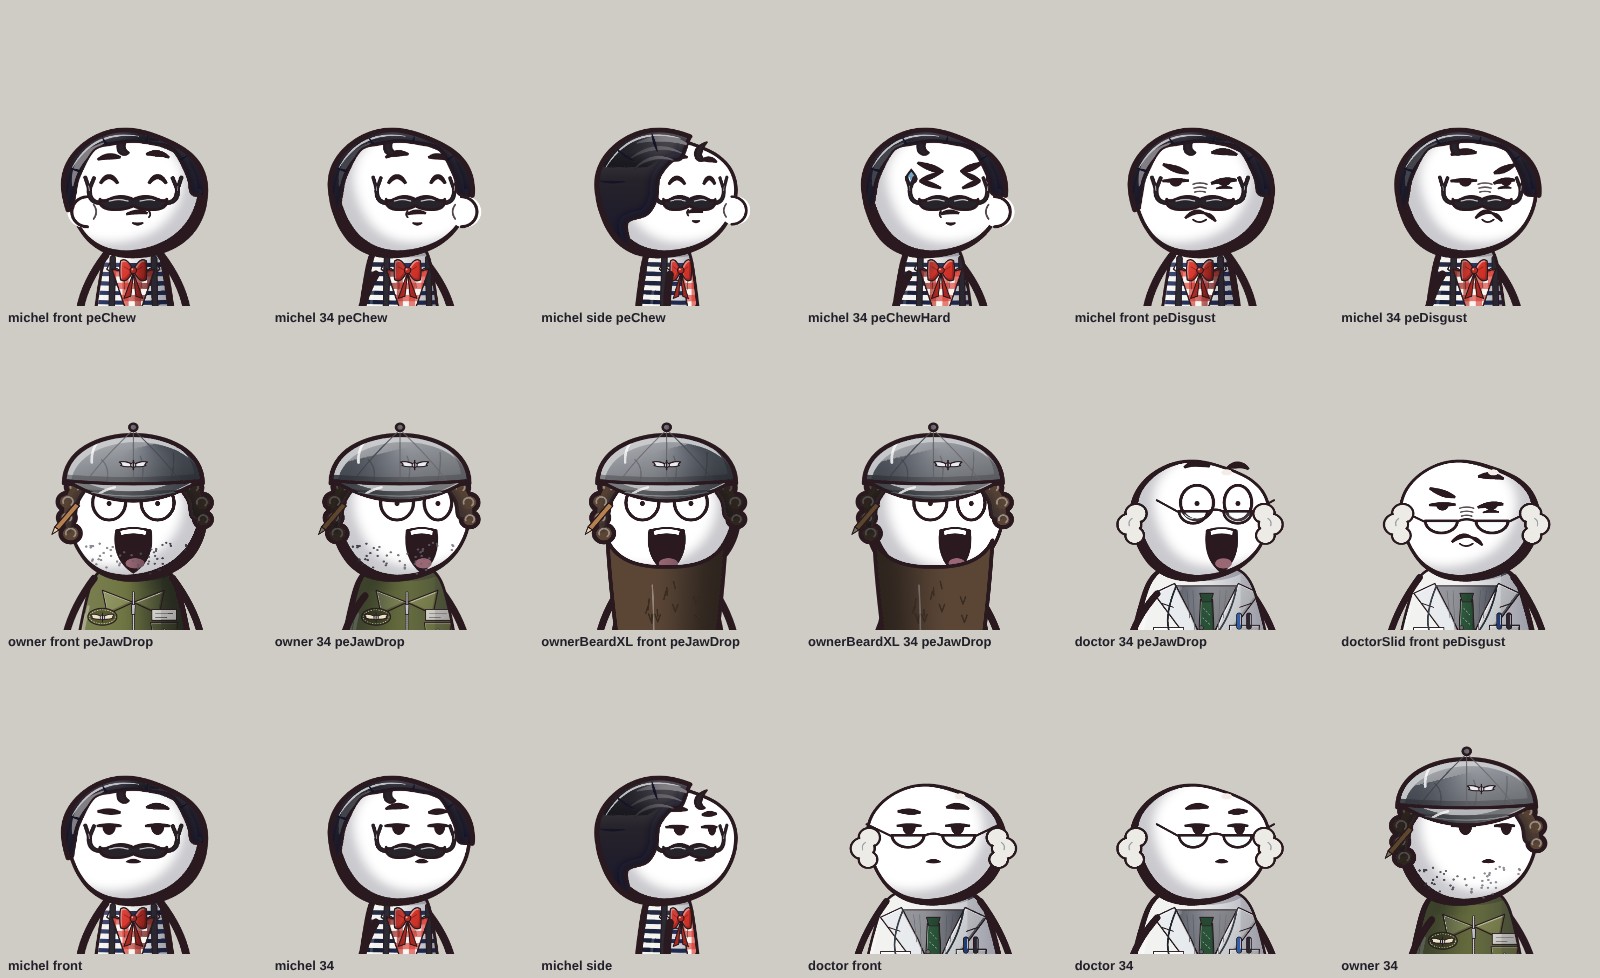 michel front peChew
michel 34 peChew
michel side peChew
michel 34 peChewHard
michel front peDisgust
michel 34 peDisgust
owner front peJawDrop
owner 34 peJawDrop
ownerBeardXL front peJawDrop
ownerBeardXL 34 peJawDrop
doctor 34 peJawDrop
doctorSlid front peDisgust
michel front
michel 34
michel side
doctor front
doctor 34
owner 34